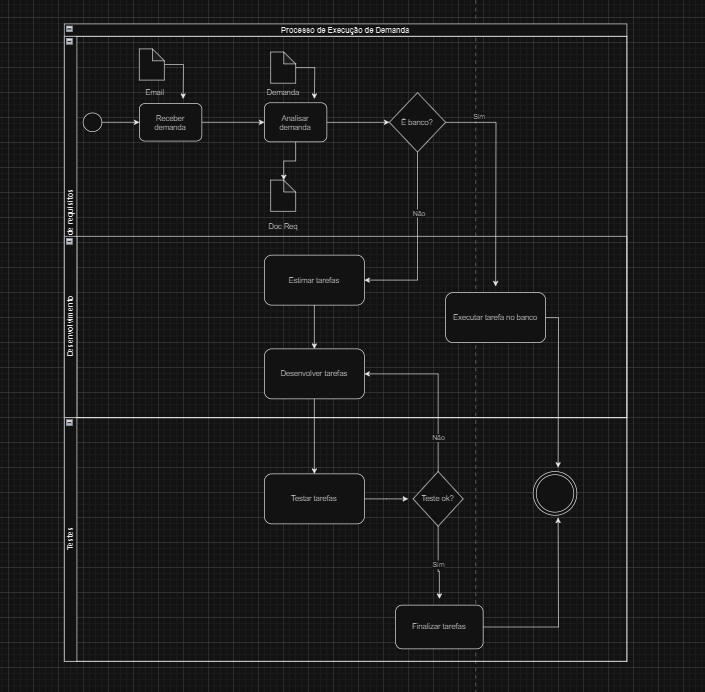 Processo de Execução de Demanda
Email
Demanda
Receber
demanda
Analisar
demanda
É banco?
Sim
Doc Req
Não
de requisitos
Estimar tarefas
Executar tarefa no banco
Desenvolvimento
Desenvolver tarefas
Não
Testar tarefas
Teste ok?
Testes
Sim
Finalizar tarefas